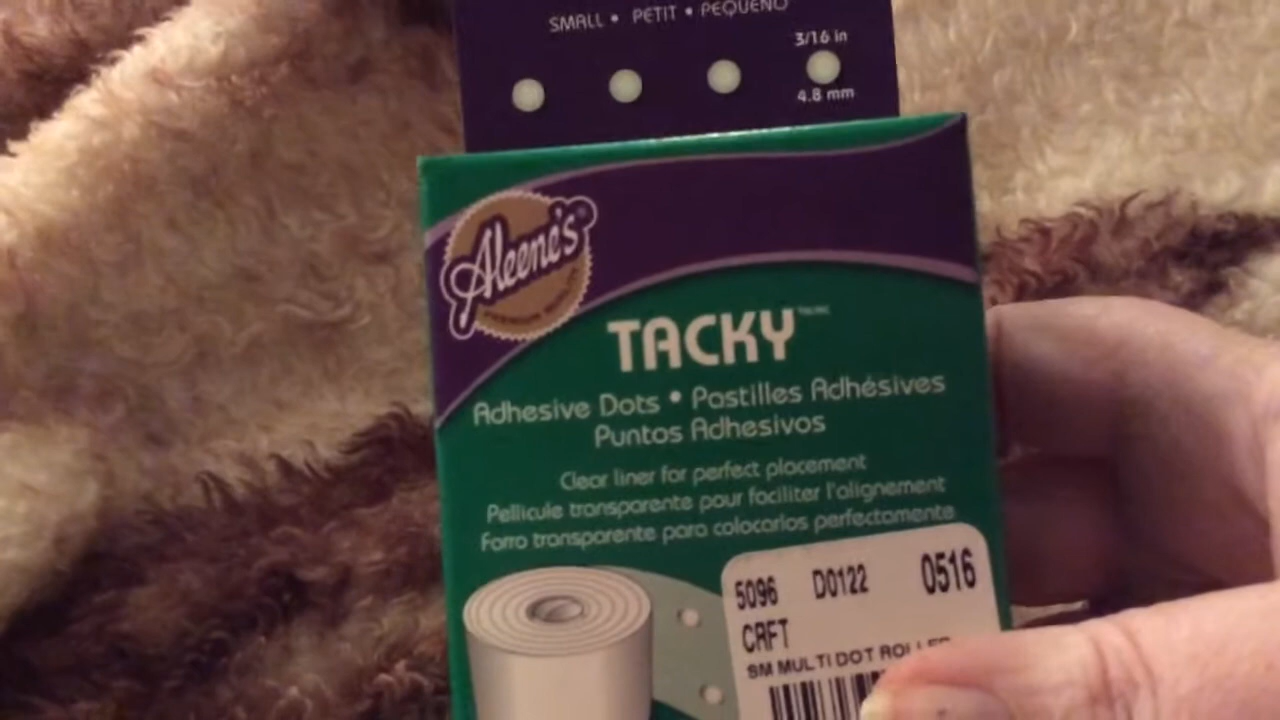 SMALL • PETIT • PEQUEÑO
3/16 in
4.8 mm
Aleene's®
TACKY
Adhesive Dots • Pastilles Adhésives
Puntos Adhesivos
Clear liner for perfect placement
Pellicule transparente pour faciliter l'alignement
Forro transparente para colocarlos perfectamente
5096 D0122 0516
CRFT
SM MULTI DOT ROLLER